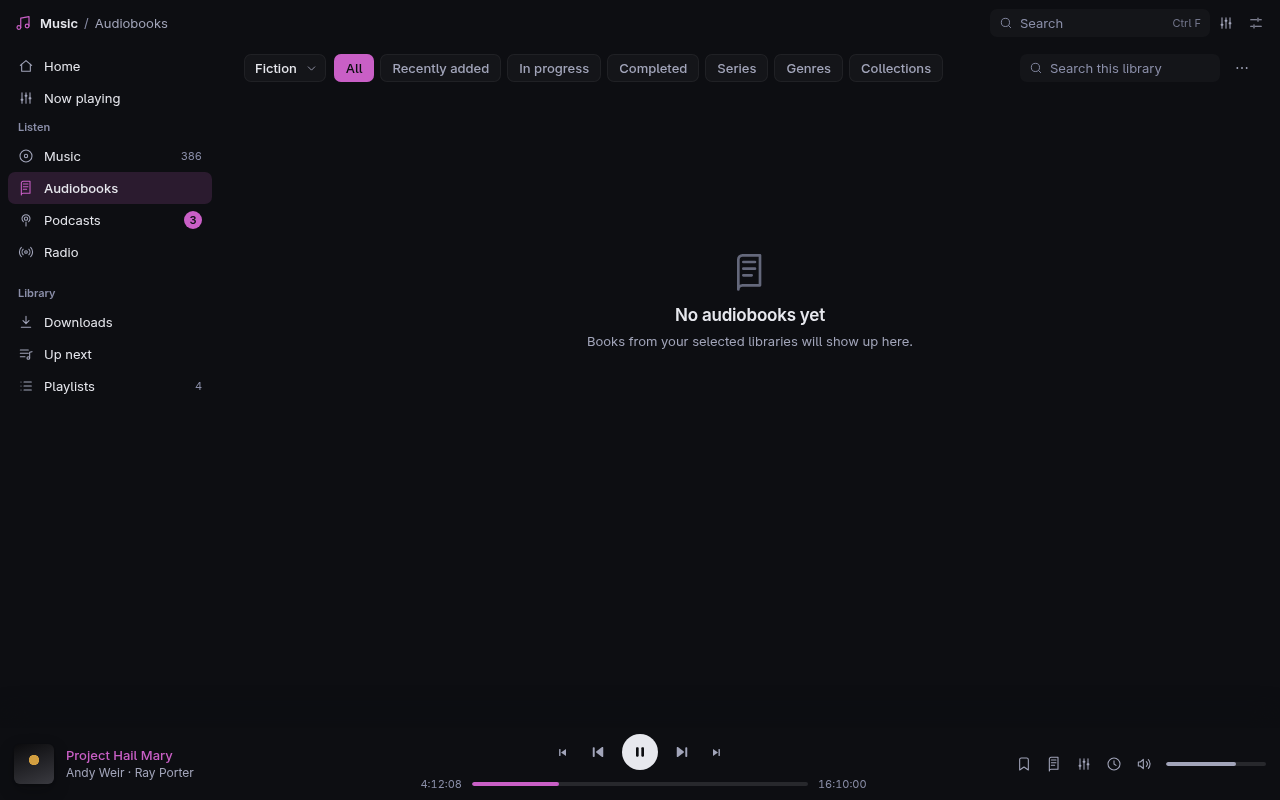 Music / Audiobooks
Search Ctrl F
Home
Now playing
Listen
Music 386
Audiobooks
Podcasts 3
Radio
Library
Downloads
Up next
Playlists 4
Fiction All Recently added In progress Completed Series Genres Collections Search this library
No audiobooks yet
Books from your selected libraries will show up here.
Project Hail Mary
Andy Weir · Ray Porter
4:12:08 16:10:00